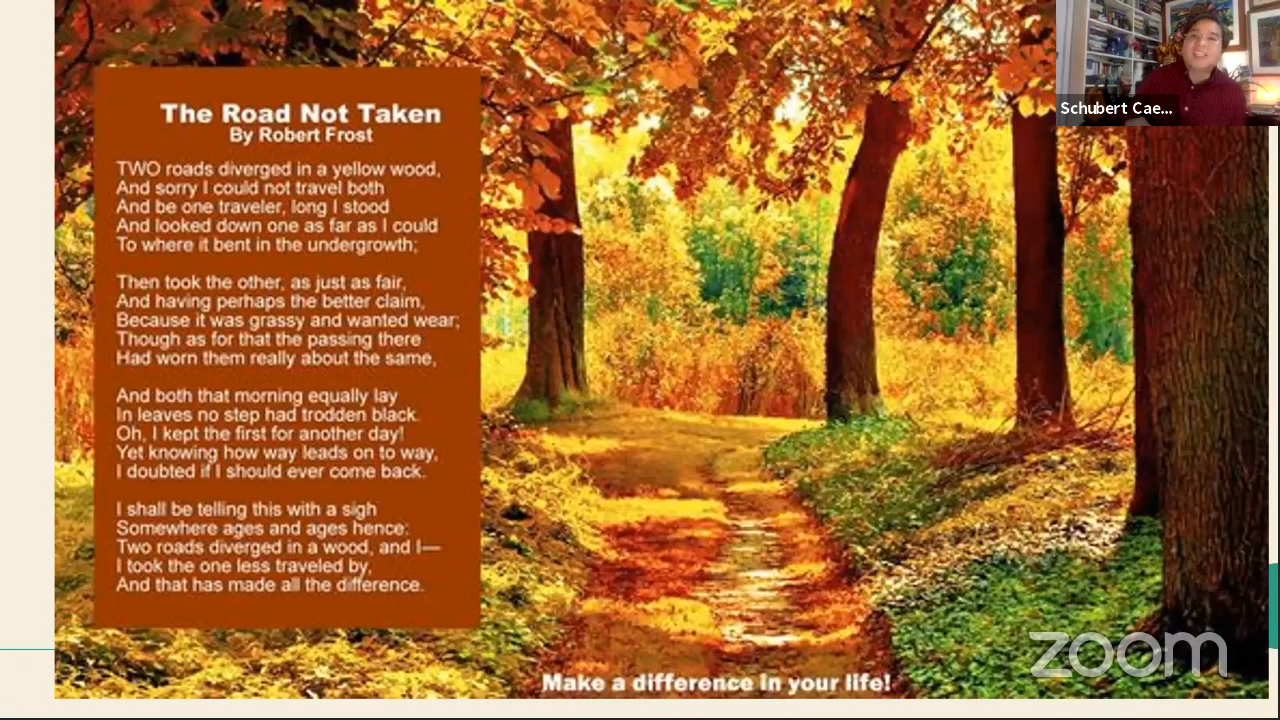 The Road Not Taken
By Robert Frost
TWO roads diverged in a yellow wood,
And sorry I could not travel both
And be one traveler, long I stood
And looked down one as far as I could
To where it bent in the undergrowth;
Then took the other, as just as fair,
And having perhaps the better claim,
Because it was grassy and wanted wear;
Though as for that the passing there
Had worn them really about the same,
And both that morning equally lay
In leaves no step had trodden black.
Oh, I kept the first for another day!
Yet knowing how way leads on to way,
I doubted if I should ever come back.
I shall be telling this with a sigh
Somewhere ages and ages hence:
Two roads diverged in a wood, and I—
I took the one less traveled by,
And that has made all the difference.
Make a difference in your life!
Schubert Cae...
zoom